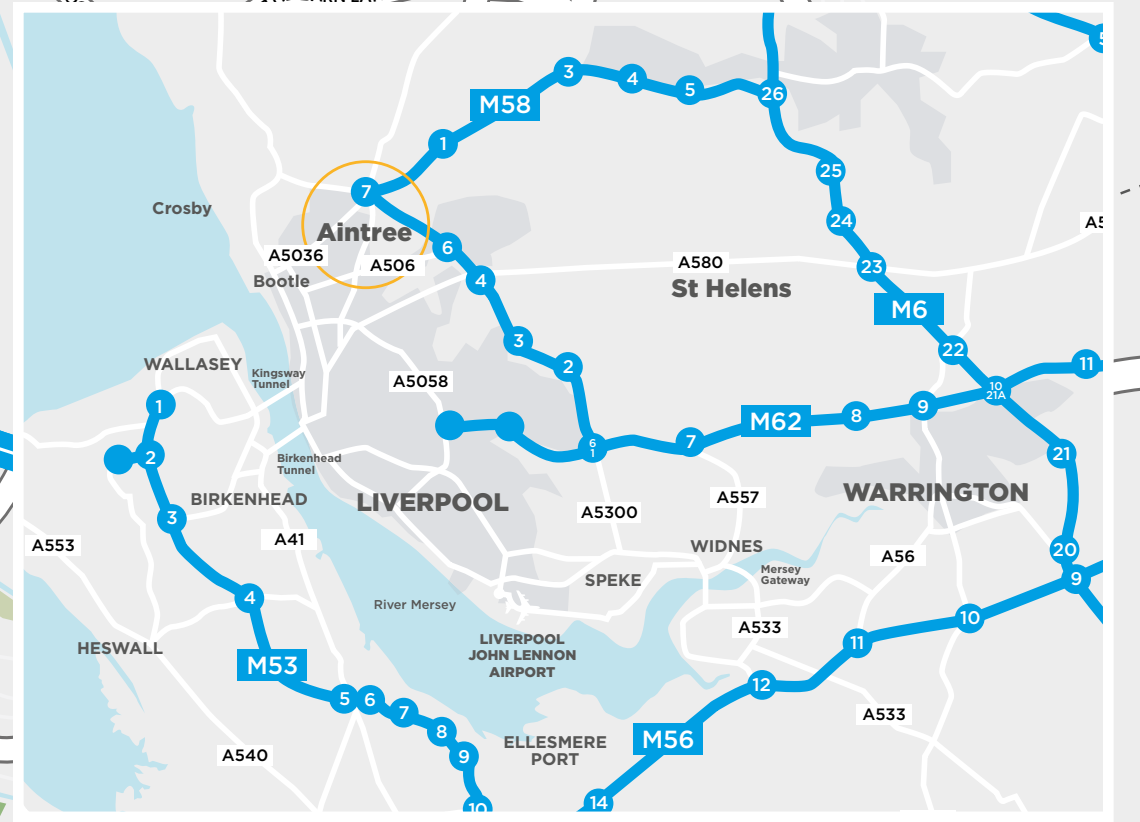 3
4
5
26
M58
1
25
7
Crosby
24
Aintree
6
A5036
A506
A580
23
Bootle
4
St Helens
M6
3
22
WALLASEY
2
11
Kingsway
Tunnel
A5058
10
21A
1
9
8
M62
7
6
1
2
21
Birkenhead
Tunnel
BIRKENHEAD
LIVERPOOL
A557
WARRINGTON
3
A5300
A553
A41
WIDNES
20
A56
SPEKE
Mersey
Gateway
9
4
River Mersey
10
A533
11
HESWALL
LIVERPOOL
JOHN LENNON
AIRPORT
M53
12
5
6
7
A533
8
M56
ELLESMERE
PORT
A540
9
14
10